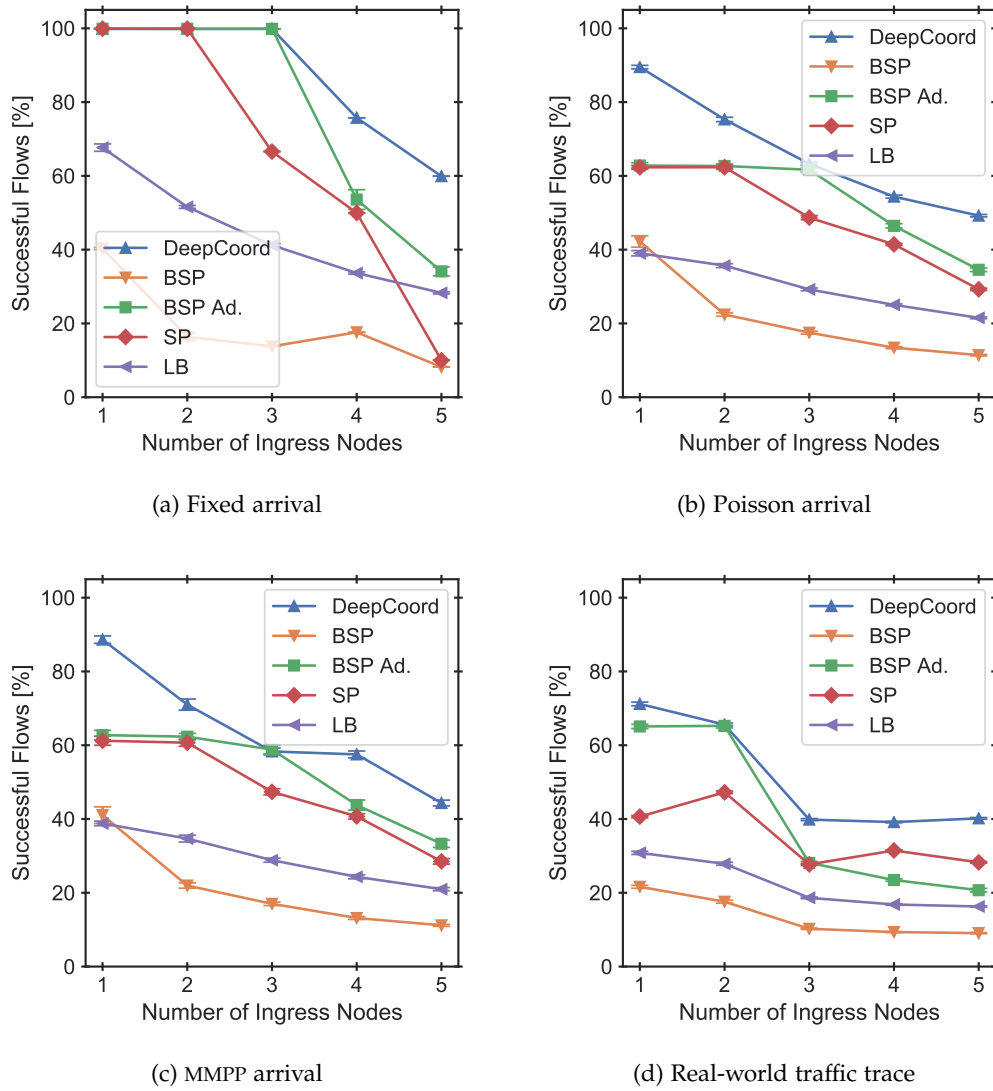 100
80
60
40
20
0
Successful Flows [%]
DeepCoord
BSP
BSP Ad.
SP
LB
1 2 3 4 5
Number of Ingress Nodes
(a) Fixed arrival
100
80
60
40
20
0
Successful Flows [%]
DeepCoord
BSP
BSP Ad.
SP
LB
1 2 3 4 5
Number of Ingress Nodes
(b) Poisson arrival
100
80
60
40
20
0
Successful Flows [%]
DeepCoord
BSP
BSP Ad.
SP
LB
1 2 3 4 5
Number of Ingress Nodes
(c) MMPP arrival
100
80
60
40
20
0
Successful Flows [%]
DeepCoord
BSP
BSP Ad.
SP
LB
1 2 3 4 5
Number of Ingress Nodes
(d) Real-world traffic trace